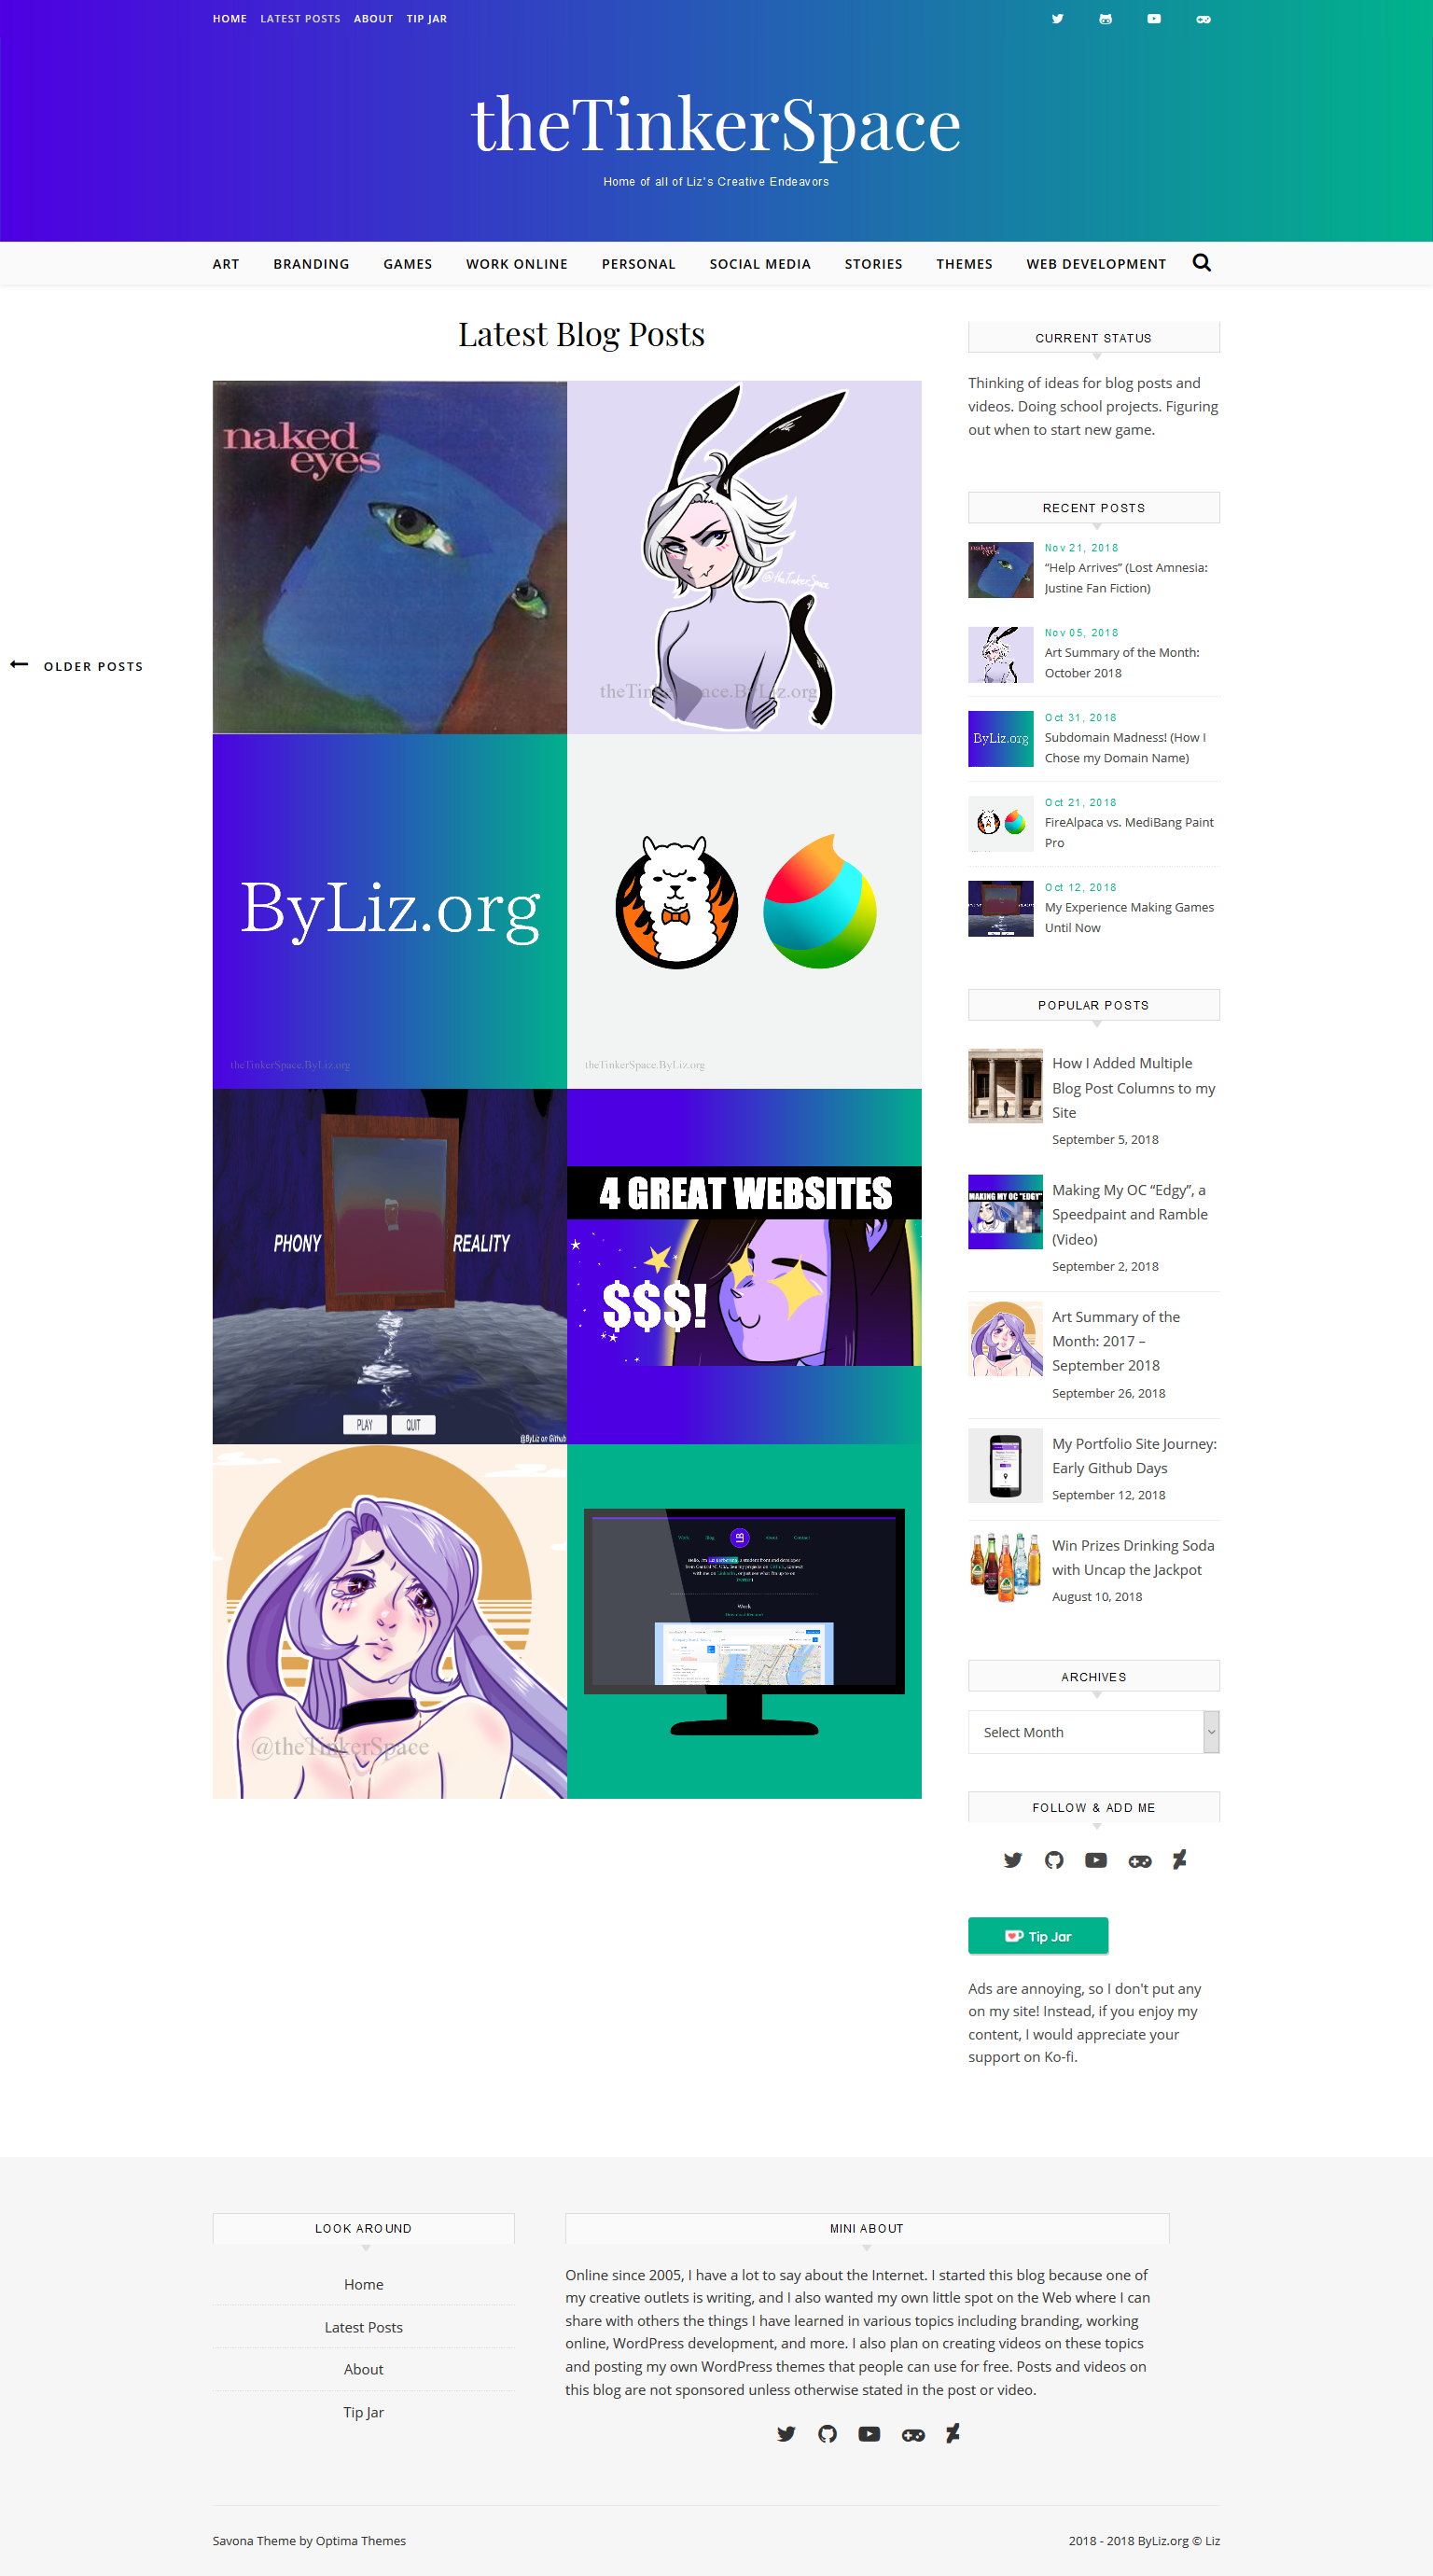 HOME LATEST POSTS ABOUT TIP JAR
theTinkerSpace
Home of all of Liz's Creative Endeavors
ART BRANDING GAMES WORK ONLINE PERSONAL SOCIAL MEDIA STORIES THEMES WEB DEVELOPMENT
Latest Blog Posts
OLDER POSTS
naked
eyes
@theTinkerSpace
theTinkerSpace.ByLiz.org
ByLiz.org
theTinkerSpace.ByLiz.org
theTinkerSpace.ByLiz.org
PHONY REALITY
PLAY QUIT
@ByLiz on Github
4 GREAT WEBSITES
$$$!
@theTinkerSpace
Work Blog LB About Contact
CURRENT STATUS
Thinking of ideas for blog posts and
videos. Doing school projects. Figuring
out when to start new game.
RECENT POSTS
naked
eyes
Nov 21, 2018
“Help Arrives” (Lost Amnesia:
Justine Fan Fiction)
Nov 05, 2018
Art Summary of the Month:
October 2018
ByLiz.org
Oct 31, 2018
Subdomain Madness! (How I
Chose my Domain Name)
Oct 21, 2018
FireAlpaca vs. MediBang Paint
Pro
Oct 12, 2018
My Experience Making Games
Until Now
POPULAR POSTS
How I Added Multiple
Blog Post Columns to my
Site
September 5, 2018
MAKING MY OC "EDGY"
Making My OC “Edgy”, a
Speedpaint and Ramble
(Video)
September 2, 2018
Art Summary of the
Month: 2017 –
September 2018
September 26, 2018
My Portfolio Site Journey:
Early Github Days
September 12, 2018
Win Prizes Drinking Soda
with Uncap the Jackpot
August 10, 2018
ARCHIVES
Select Month
FOLLOW & ADD ME
Tip Jar
Ads are annoying, so I don't put any
on my site! Instead, if you enjoy my
content, I would appreciate your
support on Ko-fi.
LOOK AROUND
Home
Latest Posts
About
Tip Jar
MINI ABOUT
Online since 2005, I have a lot to say about the Internet. I started this blog because one of
my creative outlets is writing, and I also wanted my own little spot on the Web where I can
share with others the things I have learned in various topics including branding, working
online, WordPress development, and more. I also plan on creating videos on these topics
and posting my own WordPress themes that people can use for free. Posts and videos on
this blog are not sponsored unless otherwise stated in the post or video.
Savona Theme by Optima Themes
2018 - 2018 ByLiz.org © Liz